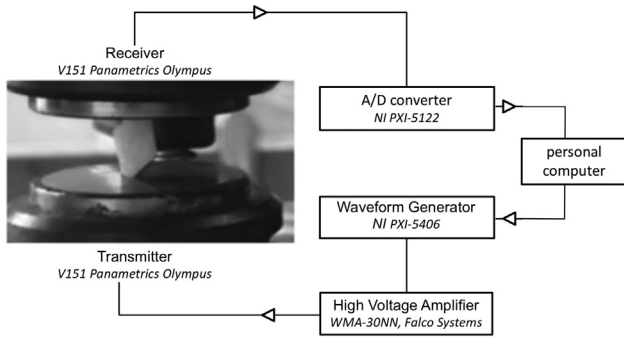 Receiver
V151 Panametrics Olympus
A/D converter
NI PXI-5122
personal
computer
Waveform Generator
NI PXI-5406
Transmitter
V151 Panametrics Olympus
High Voltage Amplifier
WMA-30NN, Falco Systems